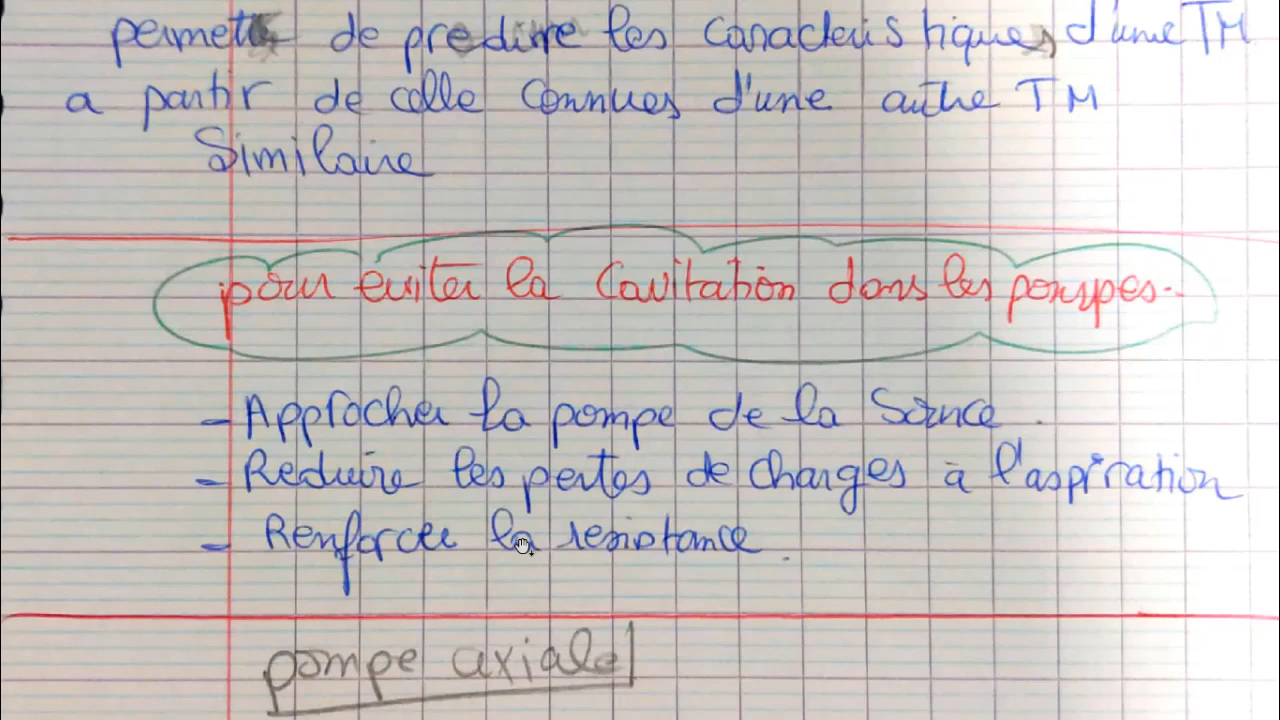 permett de predire les caracteristiques d'une TM
a partir de celle connues d'une autre TM
Similaire
pour eviter la Cavitation dans les pompes.
- Approcher la pompe de la Source.
- Reduire les pertes de charges à l'aspiration
- Renforcer la resistance.
pompe axiale